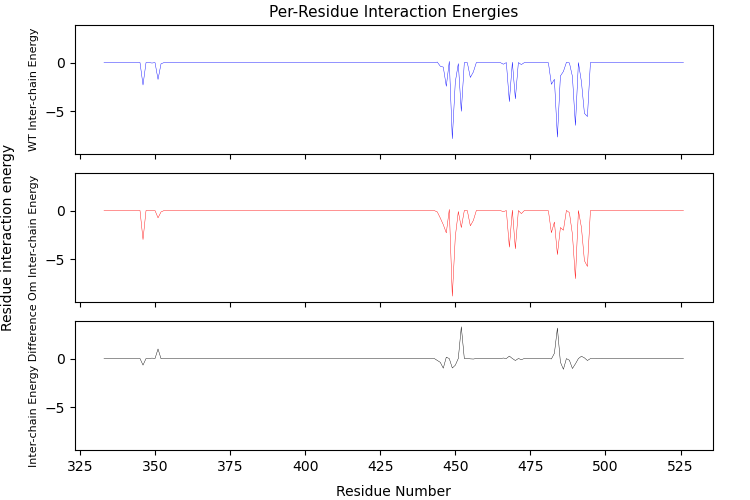 Per-Residue Interaction Energies
Residue interaction energy
WT Inter-chain Energy
0
−5
Om Inter-chain Energy
0
−5
Inter-chain Energy Difference
0
−5
325 350 375 400 425 450 475 500 525
Residue Number